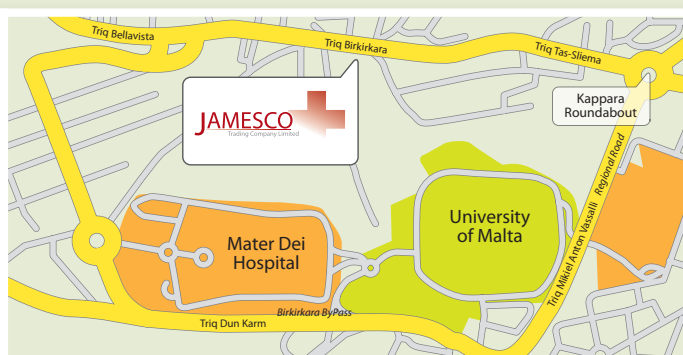 Triq Bellavista
Triq Birkirkara
Triq Tas-Sliema
Kappara
Roundabout
JAMESCO
Trading Company Limited
Regional Road
Triq Mikiel Anton Vassalli
University
of Malta
Mater Dei
Hospital
Birkirkara ByPass
Triq Dun Karm